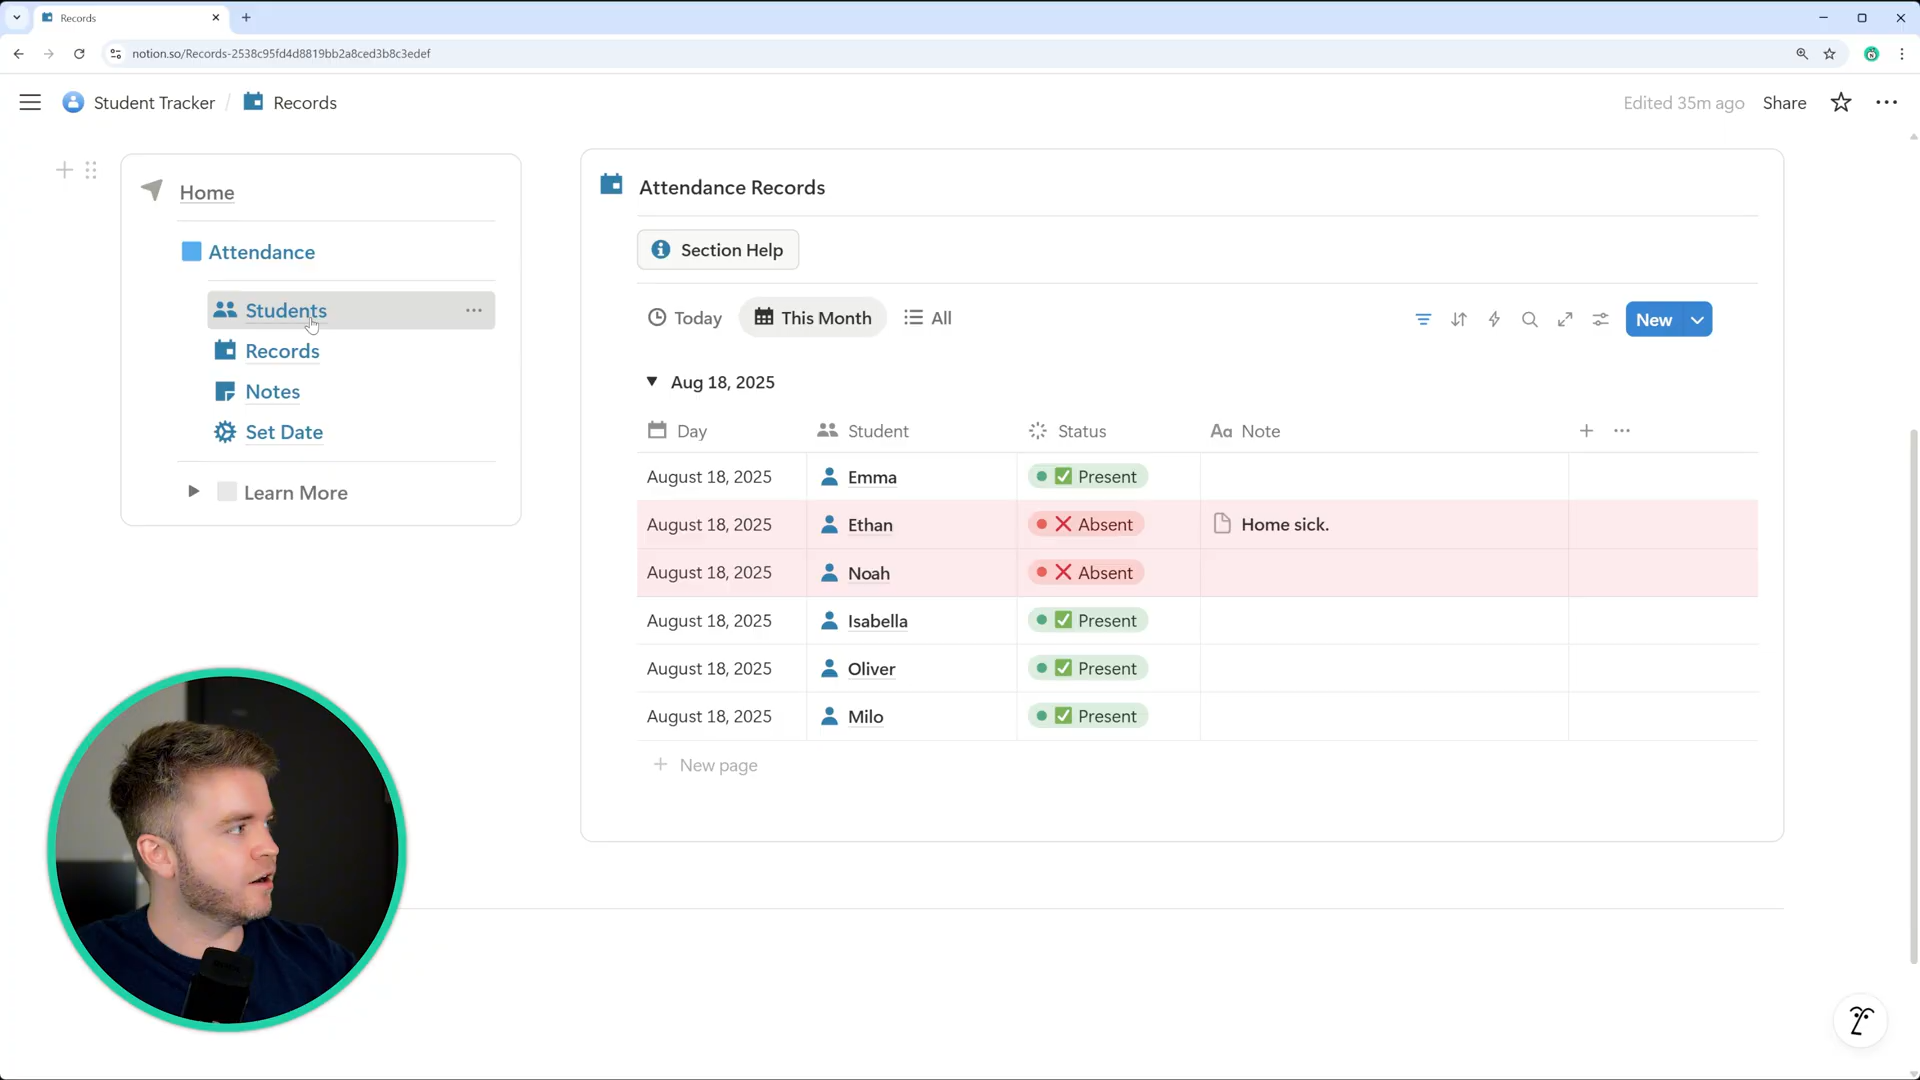 Records
notion.so/Records-2538c95fd4d8819bb2a8ced3b8c3edef
Student Tracker / Records
Edited 35m ago Share
Home
Attendance
Students
Records
Notes
Set Date
Learn More
Attendance Records
Section Help
Today This Month All
New
Aug 18, 2025
Day Student Status Aa Note
August 18, 2025 Emma Present
August 18, 2025 Ethan Absent Home sick.
August 18, 2025 Noah Absent
August 18, 2025 Isabella Present
August 18, 2025 Oliver Present
August 18, 2025 Milo Present
New page